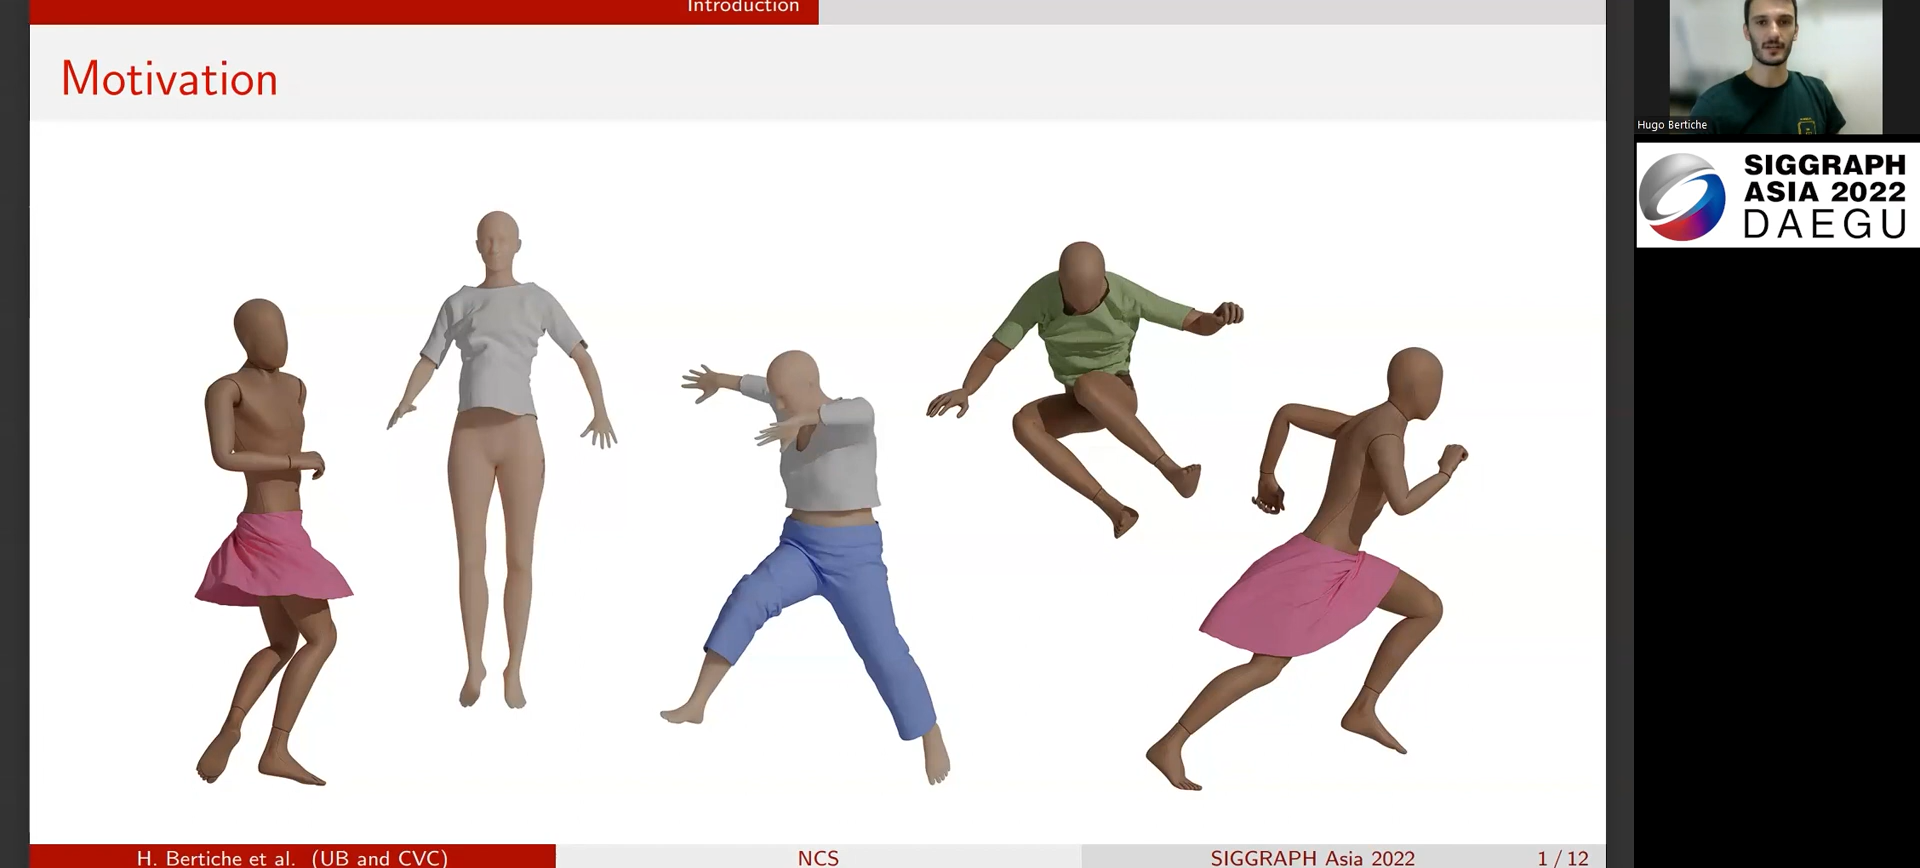 Introduction
Motivation
Hugo Bertiche
SIGGRAPH
ASIA 2022
DAEGU
H. Bertiche et al. (UB and CVC)
NCS
SIGGRAPH Asia 2022
1 / 12